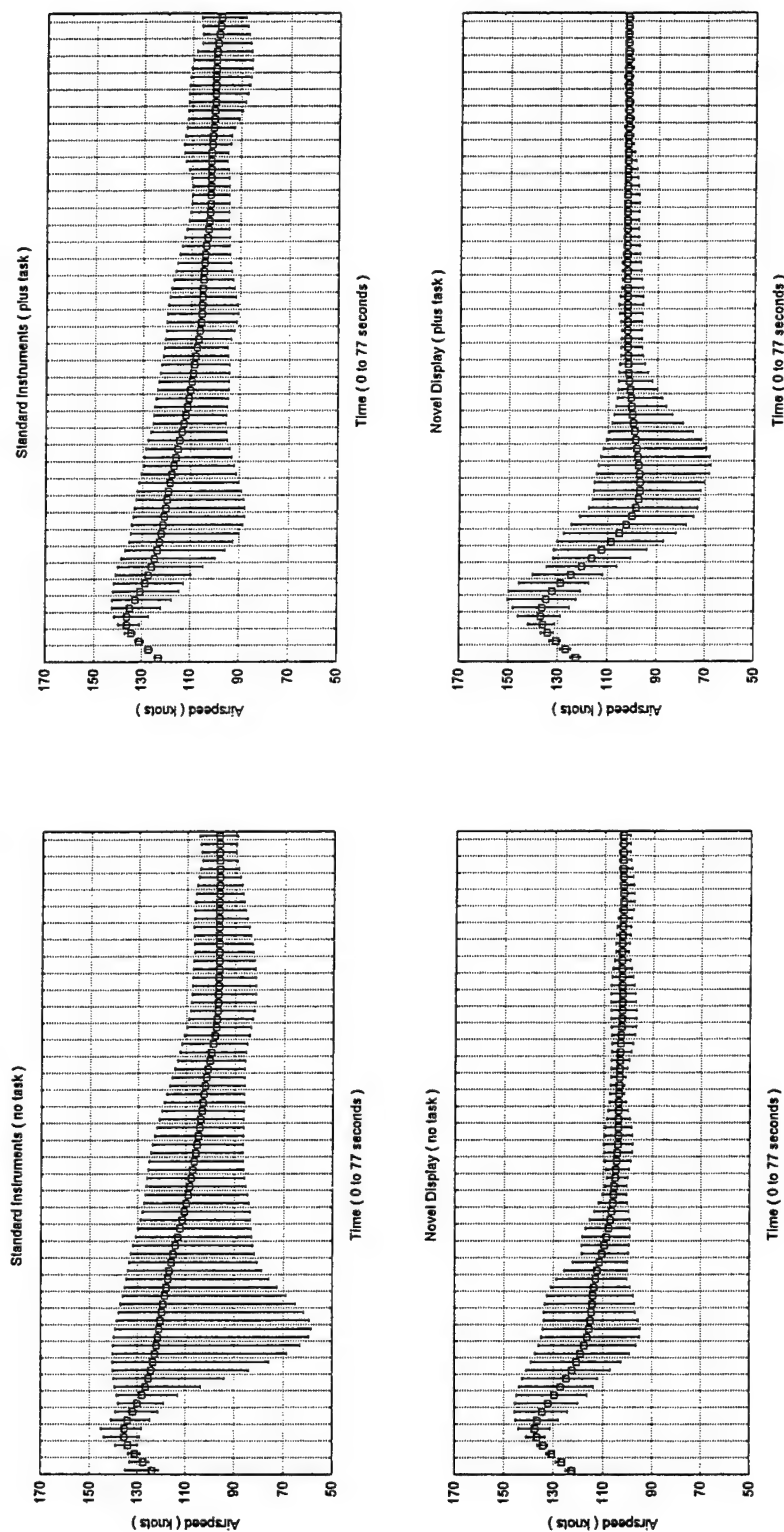 Standard Instruments ( no task )
170
150
130
110
90
70
50
Airspeed ( knots )
Time ( 0 to 77 seconds )
Standard Instruments ( plus task )
170
150
130
110
90
70
50
Airspeed ( knots )
Time ( 0 to 77 seconds )
Novel Display ( no task )
170
150
130
110
90
70
50
Airspeed ( knots )
Time ( 0 to 77 seconds )
Novel Display ( plus task )
170
150
130
110
90
70
50
Airspeed ( knots )
Time ( 0 to 77 seconds )